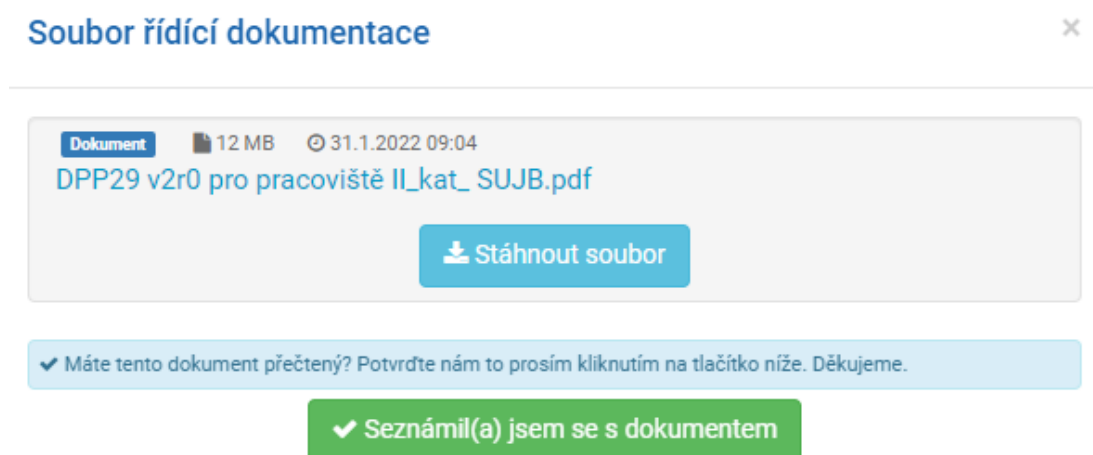 Soubor řídící dokumentace
×
Dokument 12 MB 31.1.2022 09:04
DPP29 v2r0 pro pracoviště II_kat_ SUJB.pdf
Stáhnout soubor
Máte tento dokument přečtený? Potvrďte nám to prosím kliknutím na tlačítko níže. Děkujeme.
Seznámil(a) jsem se s dokumentem